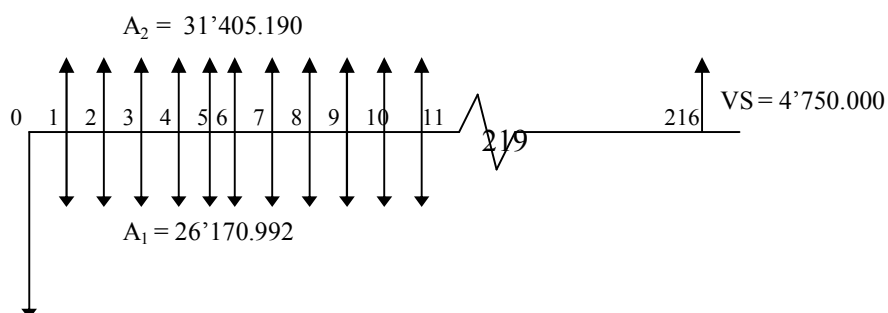 A₂ = 31’405.190
0 1 2 3 4 5 6 7 8 9 10 11 219 216 VS = 4’750.000
A₁ = 26’170.992